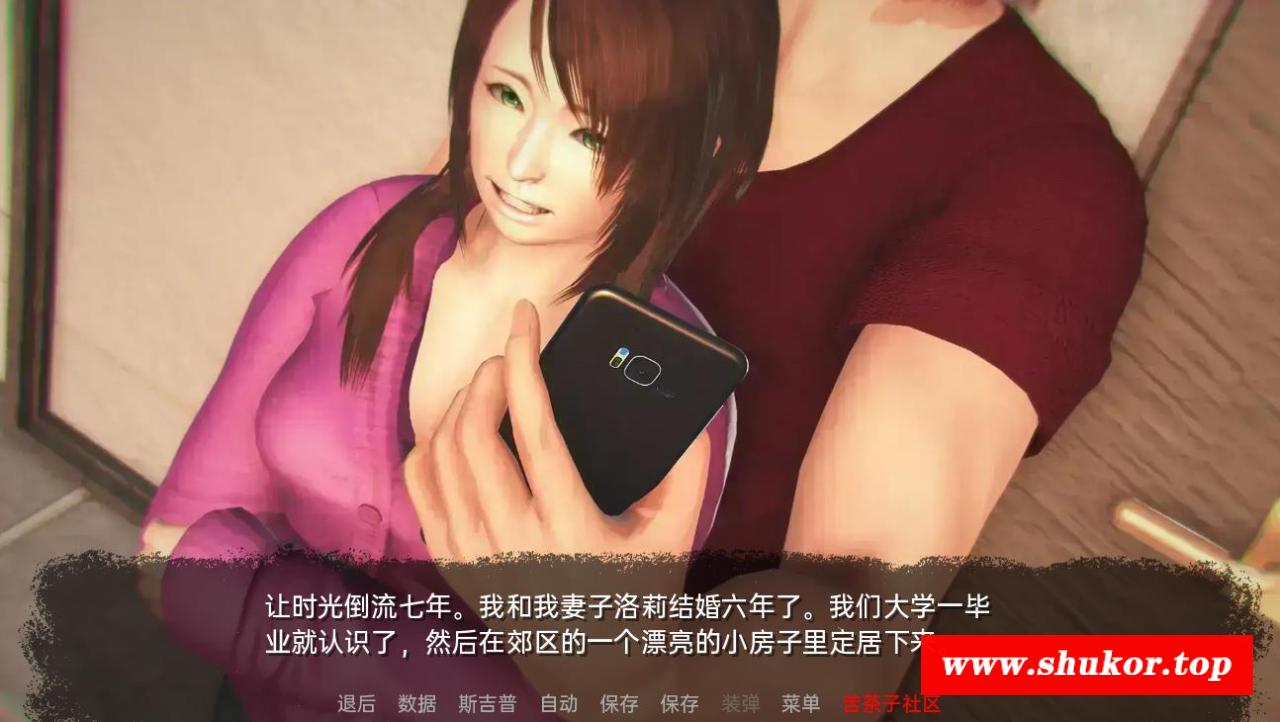 让时光倒流七年。我和我妻子洛莉结婚六年了。我们大学一毕
业就认识了，然后在郊区的一个漂亮的小房子里定居下来
www.shukor.top
退后 数据 斯吉普 自动 保存 保存 装弹 菜单 苦茶子社区